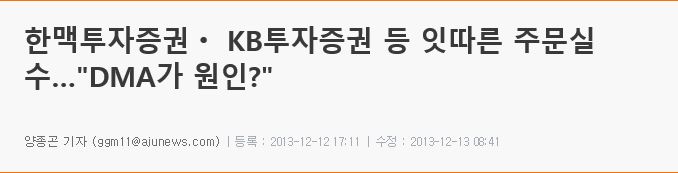 한맥투자증권・ KB투자증권 등 잇따른 주문실
수..."DMA가 원인?"
양종곤 기자 (ggm11@ajunews.com) | 등록 : 2013-12-12 17:11 | 수정 : 2013-12-13 08:41